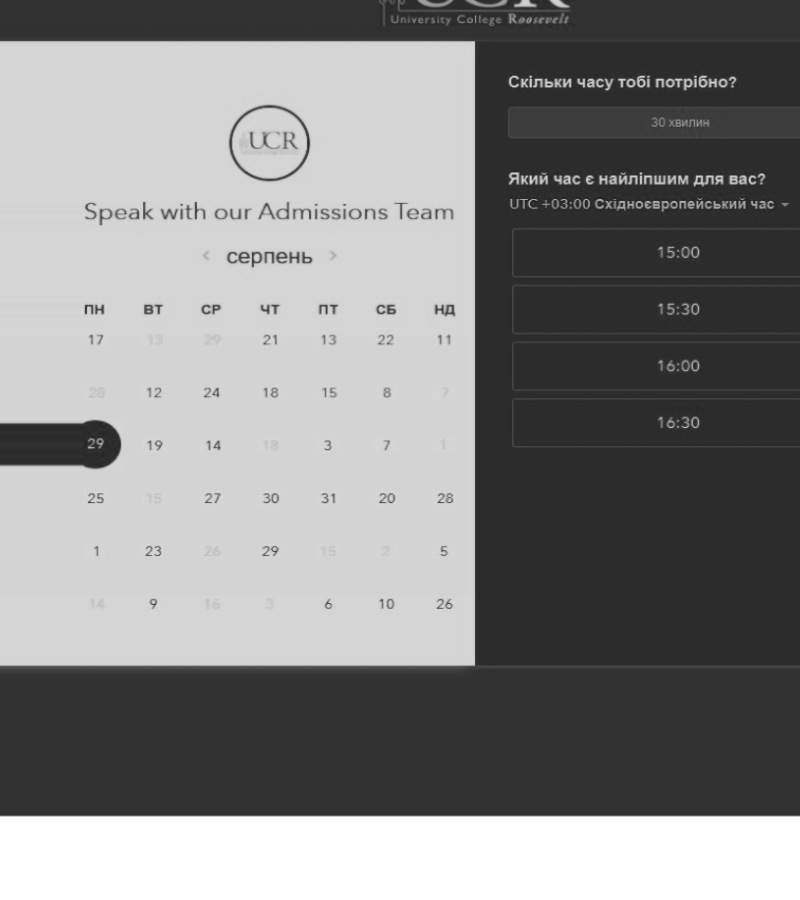 UCR
University College Roosevelt
UCR
Speak with our Admissions Team
серпень
ПН ВТ СР ЧТ ПТ СБ НД
17 13 29 21 13 22 11
28 12 24 18 15 8 7
29 19 14 18 3 7 1
25 15 27 30 31 20 28
1 23 26 29 15 2 5
14 9 16 3 6 10 26
Скільки часу тобі потрібно?
30 хвилин
Який час є найліпшим для вас?
UTC +03:00 Східноєвропейський час
15:00
15:30
16:00
16:30